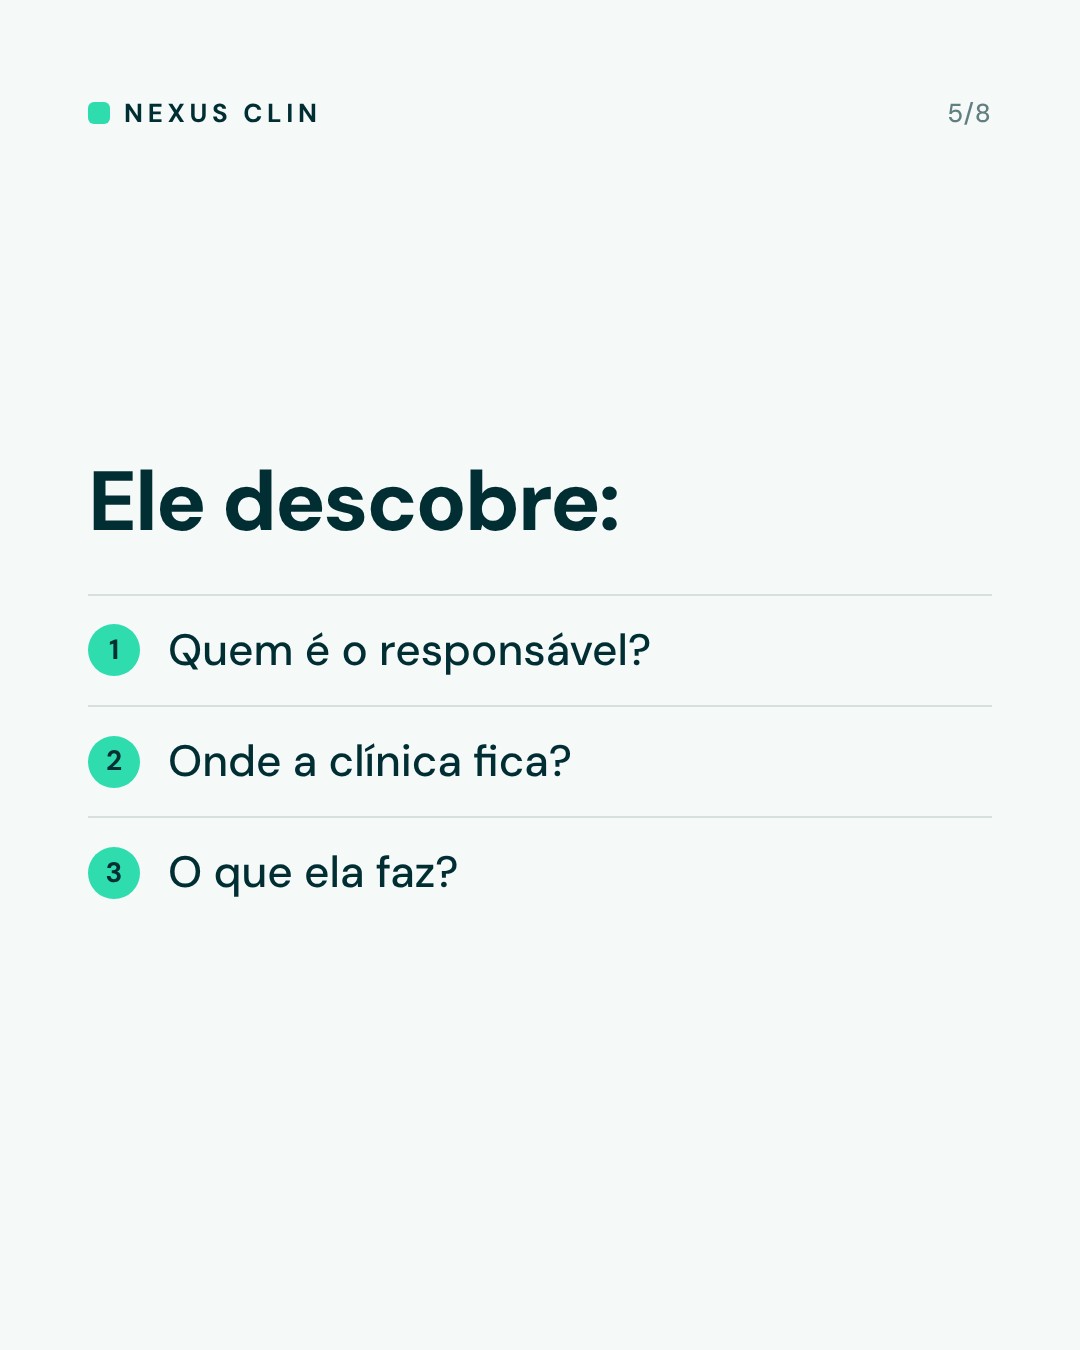 NEXUS CLIN
5/8
Ele descobre:
1 Quem é o responsável?
2 Onde a clínica fica?
3 O que ela faz?